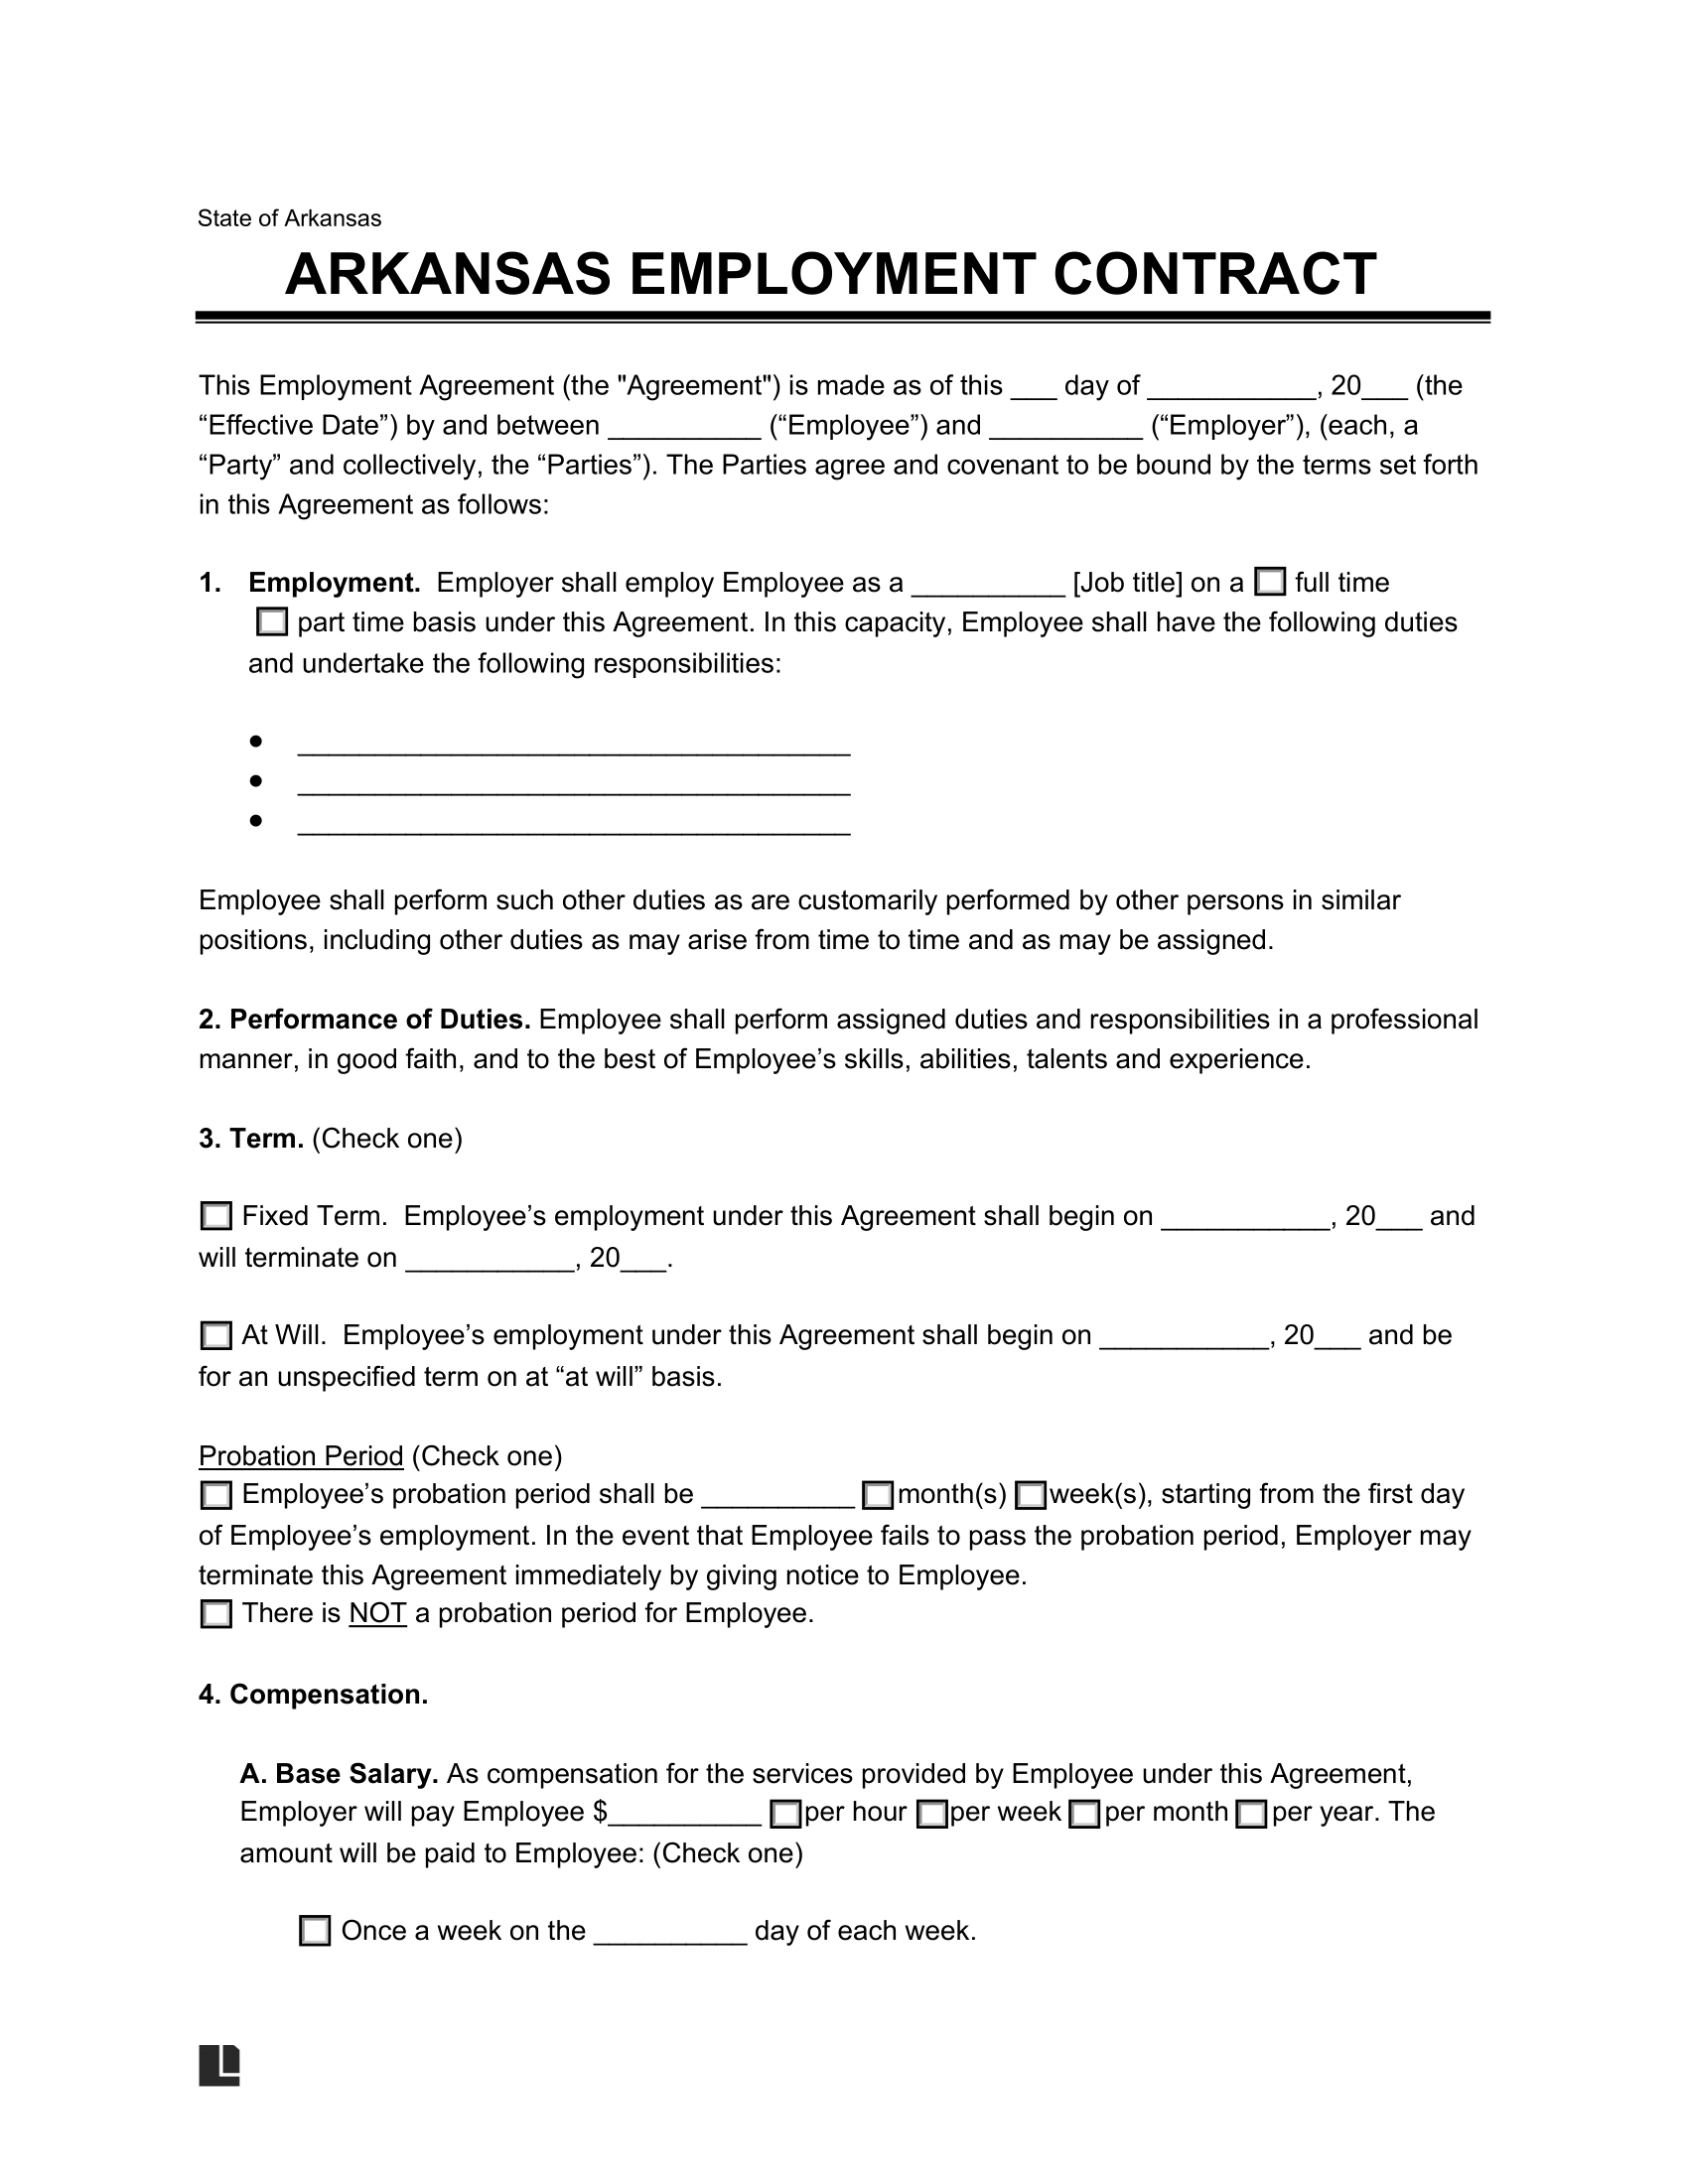 State of Arkansas
ARKANSAS EMPLOYMENT CONTRACT
This Employment Agreement (the "Agreement") is made as of this ___ day of ___________, 20___ (the
“Effective Date”) by and between __________ (“Employee”) and __________ (“Employer”), (each, a
“Party” and collectively, the “Parties”). The Parties agree and covenant to be bound by the terms set forth
in this Agreement as follows:
1. Employment. Employer shall employ Employee as a __________ [Job title] on a ☐ full time
☐ part time basis under this Agreement. In this capacity, Employee shall have the following duties
and undertake the following responsibilities:
● ____________________________________
● ____________________________________
● ____________________________________
Employee shall perform such other duties as are customarily performed by other persons in similar
positions, including other duties as may arise from time to time and as may be assigned.
2. Performance of Duties. Employee shall perform assigned duties and responsibilities in a professional
manner, in good faith, and to the best of Employee’s skills, abilities, talents and experience.
3. Term. (Check one)
☐ Fixed Term. Employee’s employment under this Agreement shall begin on ___________, 20___ and
will terminate on ___________, 20___.
☐ At Will. Employee’s employment under this Agreement shall begin on ___________, 20___ and be
for an unspecified term on at “at will” basis.
Probation Period (Check one)
☐ Employee’s probation period shall be __________ ☐ month(s) ☐ week(s), starting from the first day
of Employee’s employment. In the event that Employee fails to pass the probation period, Employer may
terminate this Agreement immediately by giving notice to Employee.
☐ There is NOT a probation period for Employee.
4. Compensation.
A. Base Salary. As compensation for the services provided by Employee under this Agreement,
Employer will pay Employee $__________ ☐ per hour ☐ per week ☐ per month ☐ per year. The
amount will be paid to Employee: (Check one)
☐ Once a week on the __________ day of each week.